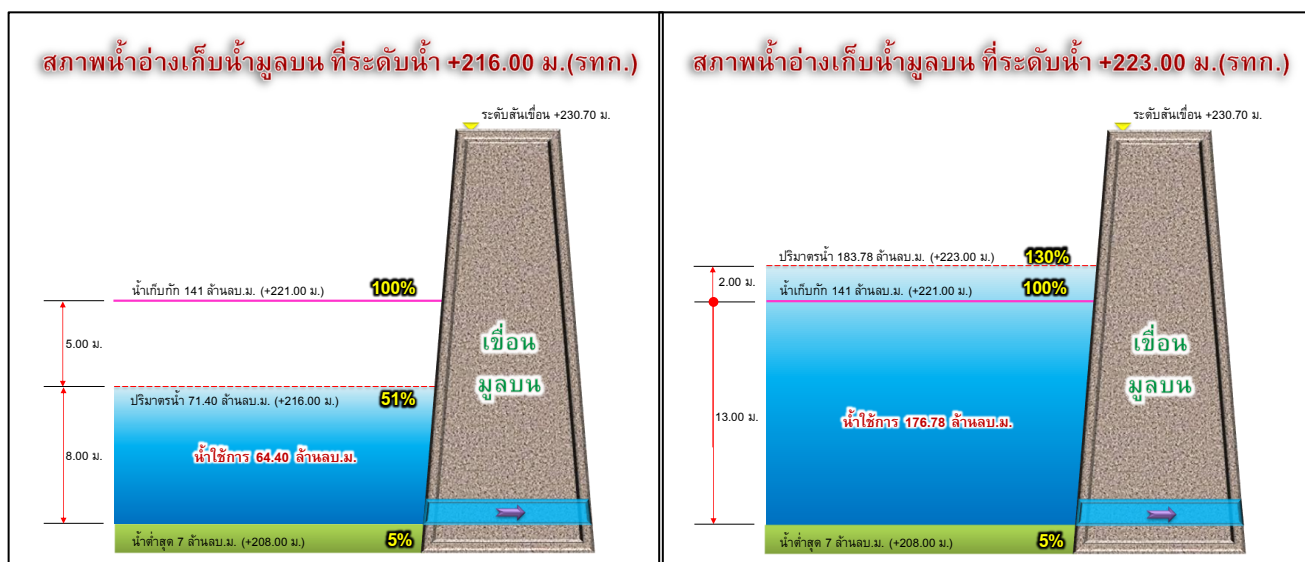 สภาพน้ำอ่างเก็บน้ำมูลบน ที่ระดับน้ำ +216.00 ม.(รทก.)
ระดับสันเขื่อน +230.70 ม.
น้ำเก็บกัก 141 ล้านลบ.ม. (+221.00 ม.) 100%
5.00 ม.
เขื่อน
มูลบน
ปริมาตรน้ำ 71.40 ล้านลบ.ม. (+216.00 ม.) 51%
8.00 ม.
น้ำใช้การ 64.40 ล้านลบ.ม.
น้ำต่ำสุด 7 ล้านลบ.ม. (+208.00 ม.) 5%
สภาพน้ำอ่างเก็บน้ำมูลบน ที่ระดับน้ำ +223.00 ม.(รทก.)
ระดับสันเขื่อน +230.70 ม.
ปริมาตรน้ำ 183.78 ล้านลบ.ม. (+223.00 ม.) 130%
2.00 ม.
น้ำเก็บกัก 141 ล้านลบ.ม. (+221.00 ม.) 100%
เขื่อน
มูลบน
13.00 ม.
น้ำใช้การ 176.78 ล้านลบ.ม.
น้ำต่ำสุด 7 ล้านลบ.ม. (+208.00 ม.) 5%